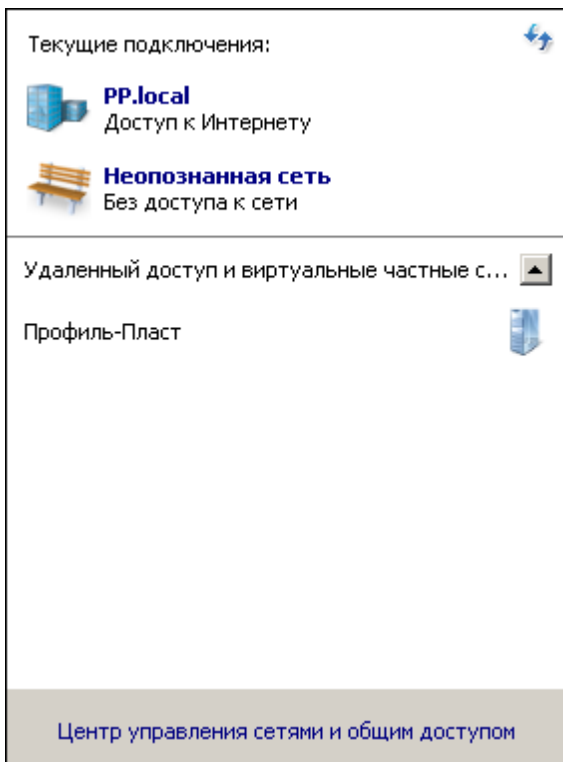 Текущие подключения:
PP.local
Доступ к Интернету
Неопознанная сеть
Без доступа к сети
Удаленный доступ и виртуальные частные с...
Профиль-Пласт
Центр управления сетями и общим доступом